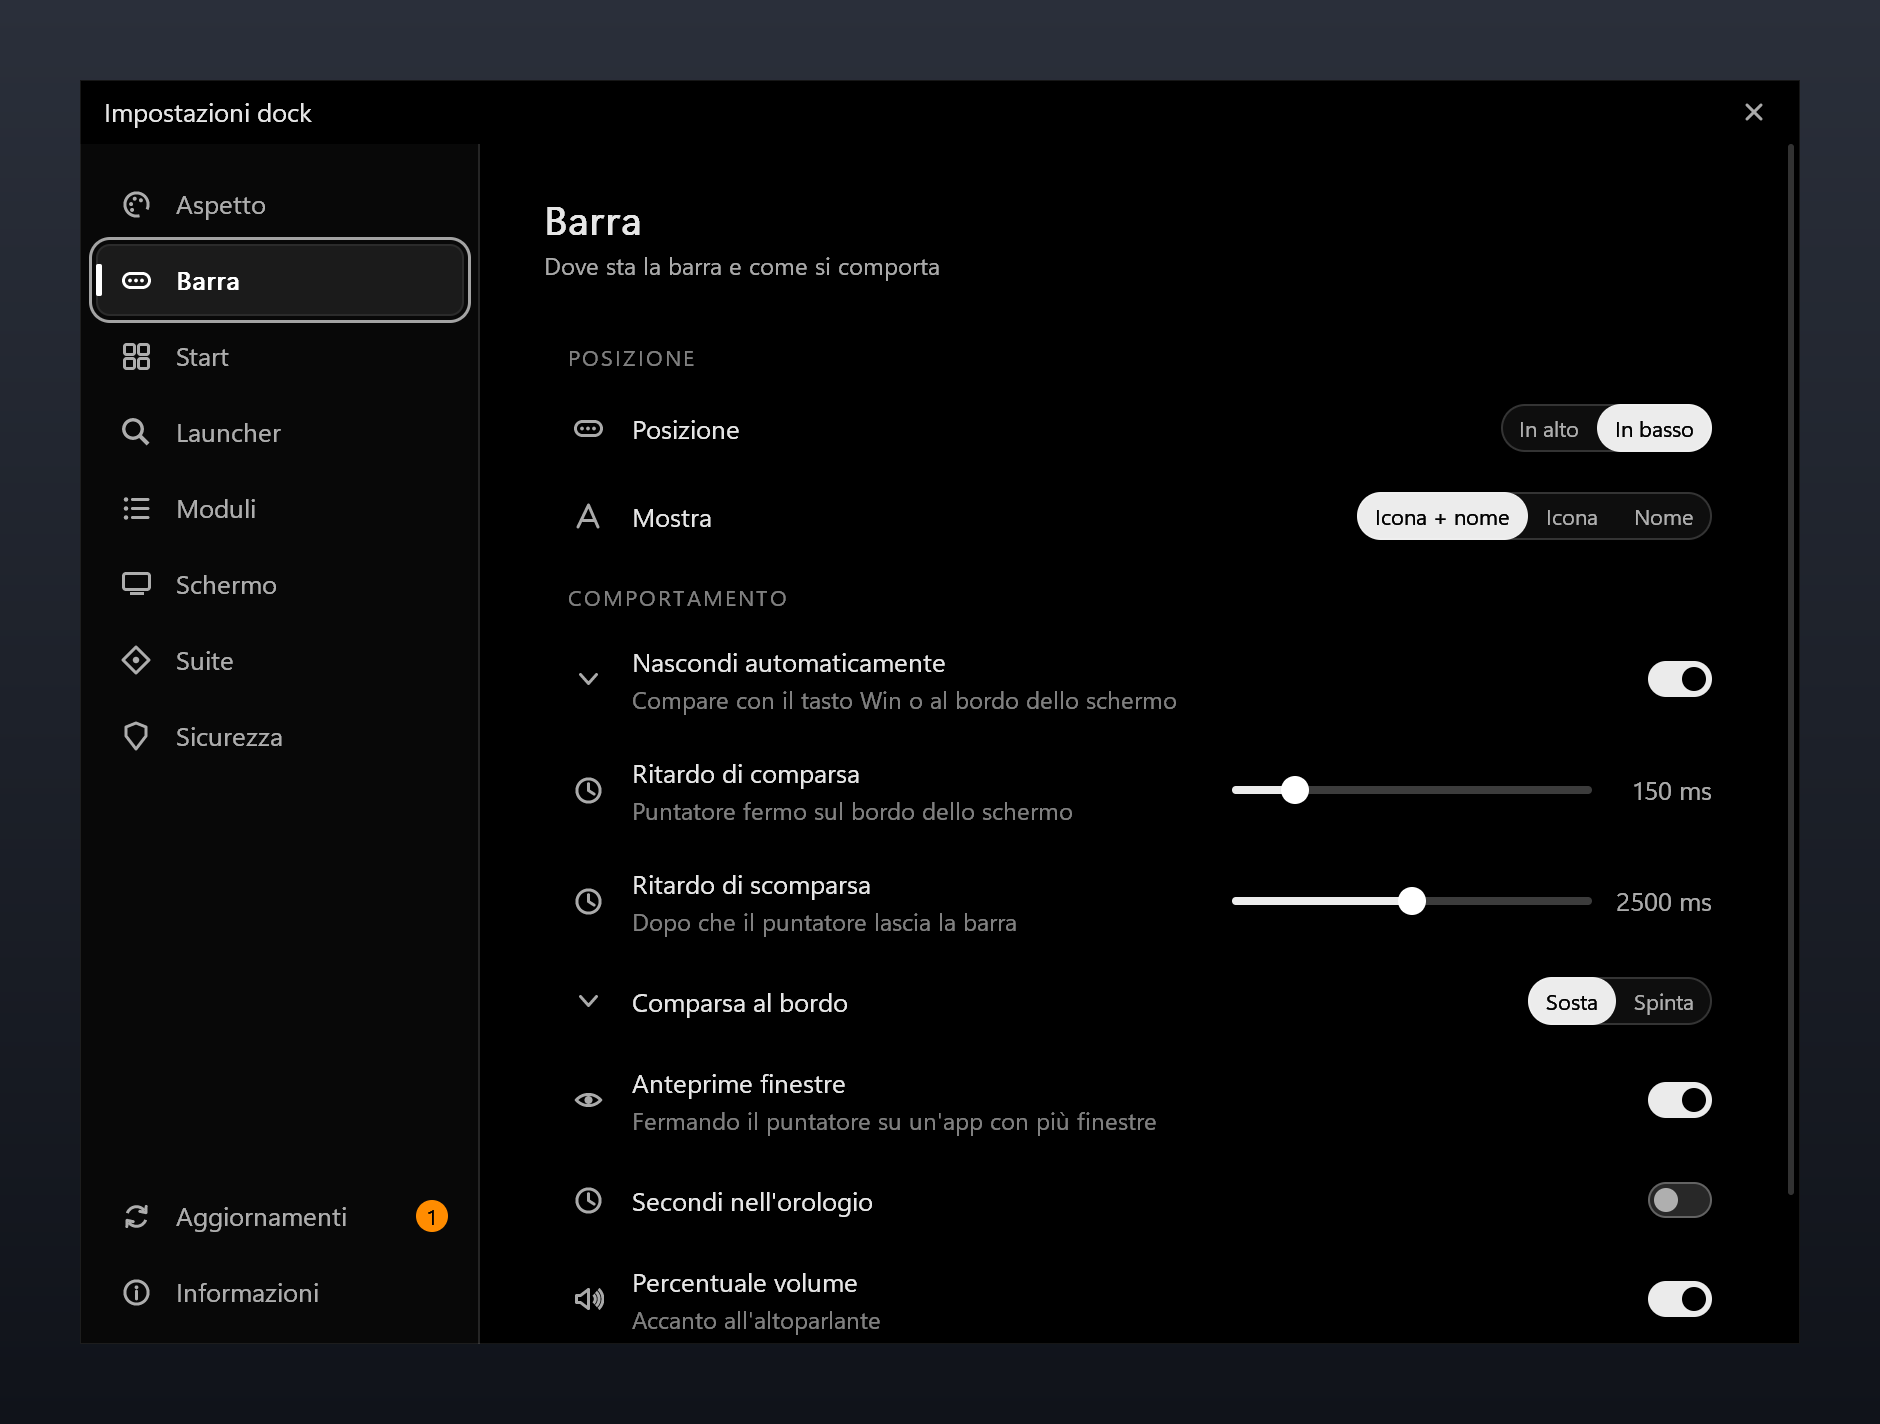 Impostazioni dock
Aspetto
Barra
Start
Launcher
Moduli
Schermo
Suite
Sicurezza
Aggiornamenti 1
Informazioni
Barra
Dove sta la barra e come si comporta
POSIZIONE
Posizione In alto In basso
Mostra Icona + nome Icona Nome
COMPORTAMENTO
Nascondi automaticamente
Compare con il tasto Win o al bordo dello schermo
Ritardo di comparsa
Puntatore fermo sul bordo dello schermo
150 ms
Ritardo di scomparsa
Dopo che il puntatore lascia la barra
2500 ms
Comparsa al bordo Sosta Spinta
Anteprime finestre
Fermando il puntatore su un'app con più finestre
Secondi nell'orologio
Percentuale volume
Accanto all'altoparlante